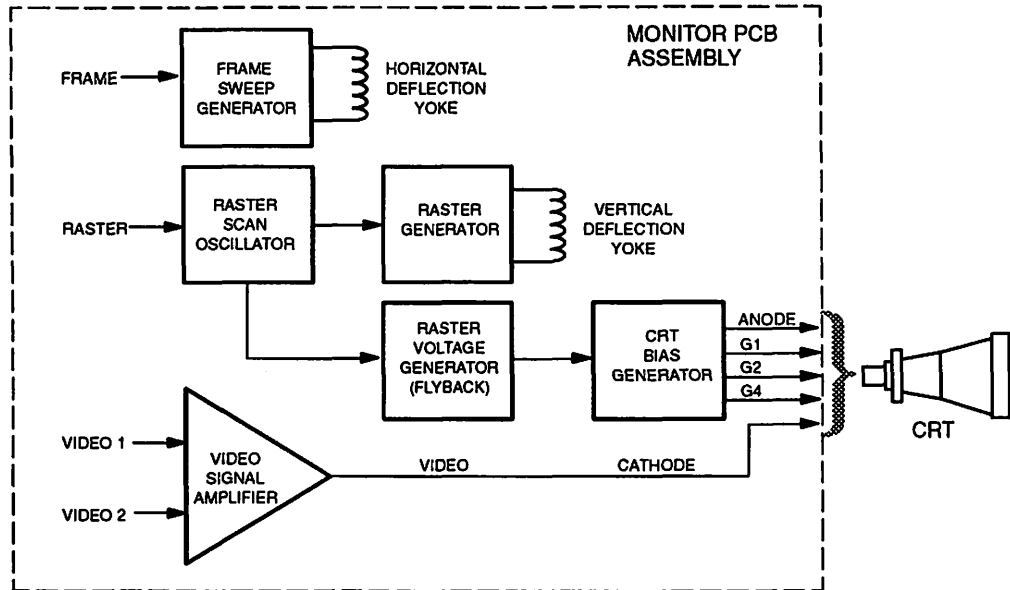 MONITOR PCB
ASSEMBLY
FRAME
FRAME
SWEEP
GENERATOR
HORIZONTAL
DEFLECTION
YOKE
RASTER
RASTER
SCAN
OSCILLATOR
RASTER
GENERATOR
VERTICAL
DEFLECTION
YOKE
RASTER
VOLTAGE
GENERATOR
(FLYBACK)
CRT
BIAS
GENERATOR
ANODE
G1
G2
G4
CRT
VIDEO 1
VIDEO 2
VIDEO
SIGNAL
AMPLIFIER
VIDEO
CATHODE